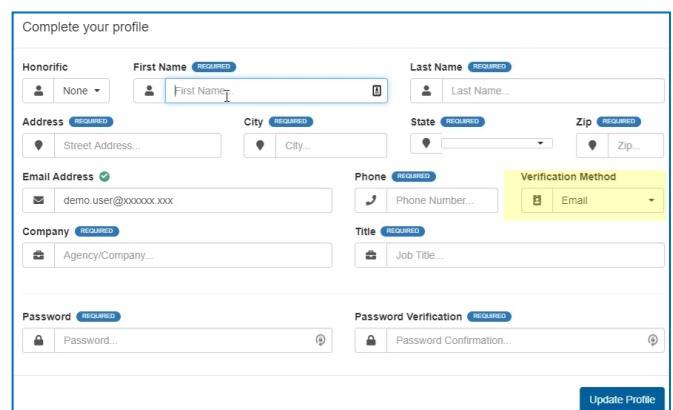 Complete your profile
Honorific First Name REQUIRED Last Name REQUIRED
None First Name... Last Name...
Address REQUIRED City REQUIRED State REQUIRED Zip REQUIRED
Street Address... City... Zip...
Email Address Phone REQUIRED Verification Method
demo.user@xxxxxx.xxx Phone Number... Email
Company REQUIRED Title REQUIRED
Agency/Company... Job Title...
Password REQUIRED Password Verification REQUIRED
Password... Password Confirmation...
Update Profile